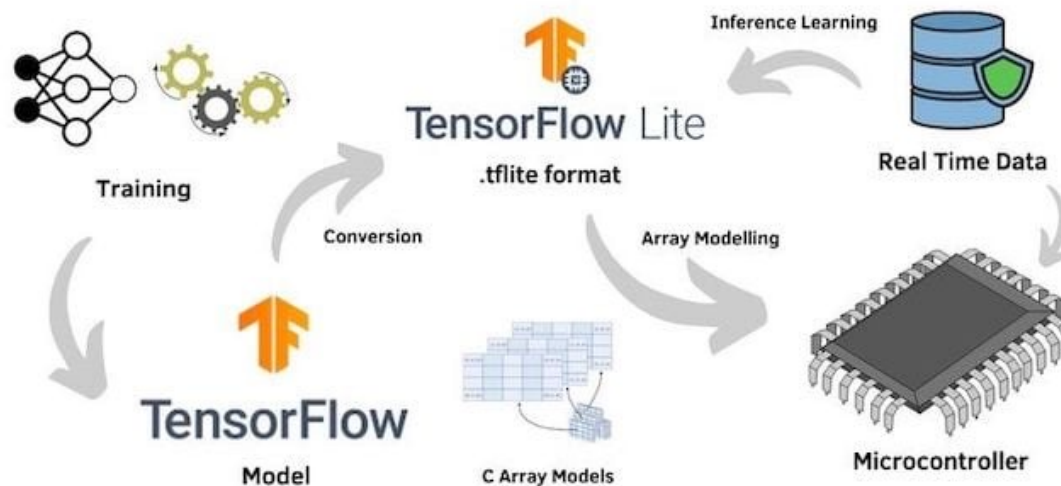 Inference Learning
TensorFlow Lite
.tflite format
Real Time Data
Training
Conversion
Array Modelling
TensorFlow
Model
C Array Models
Microcontroller